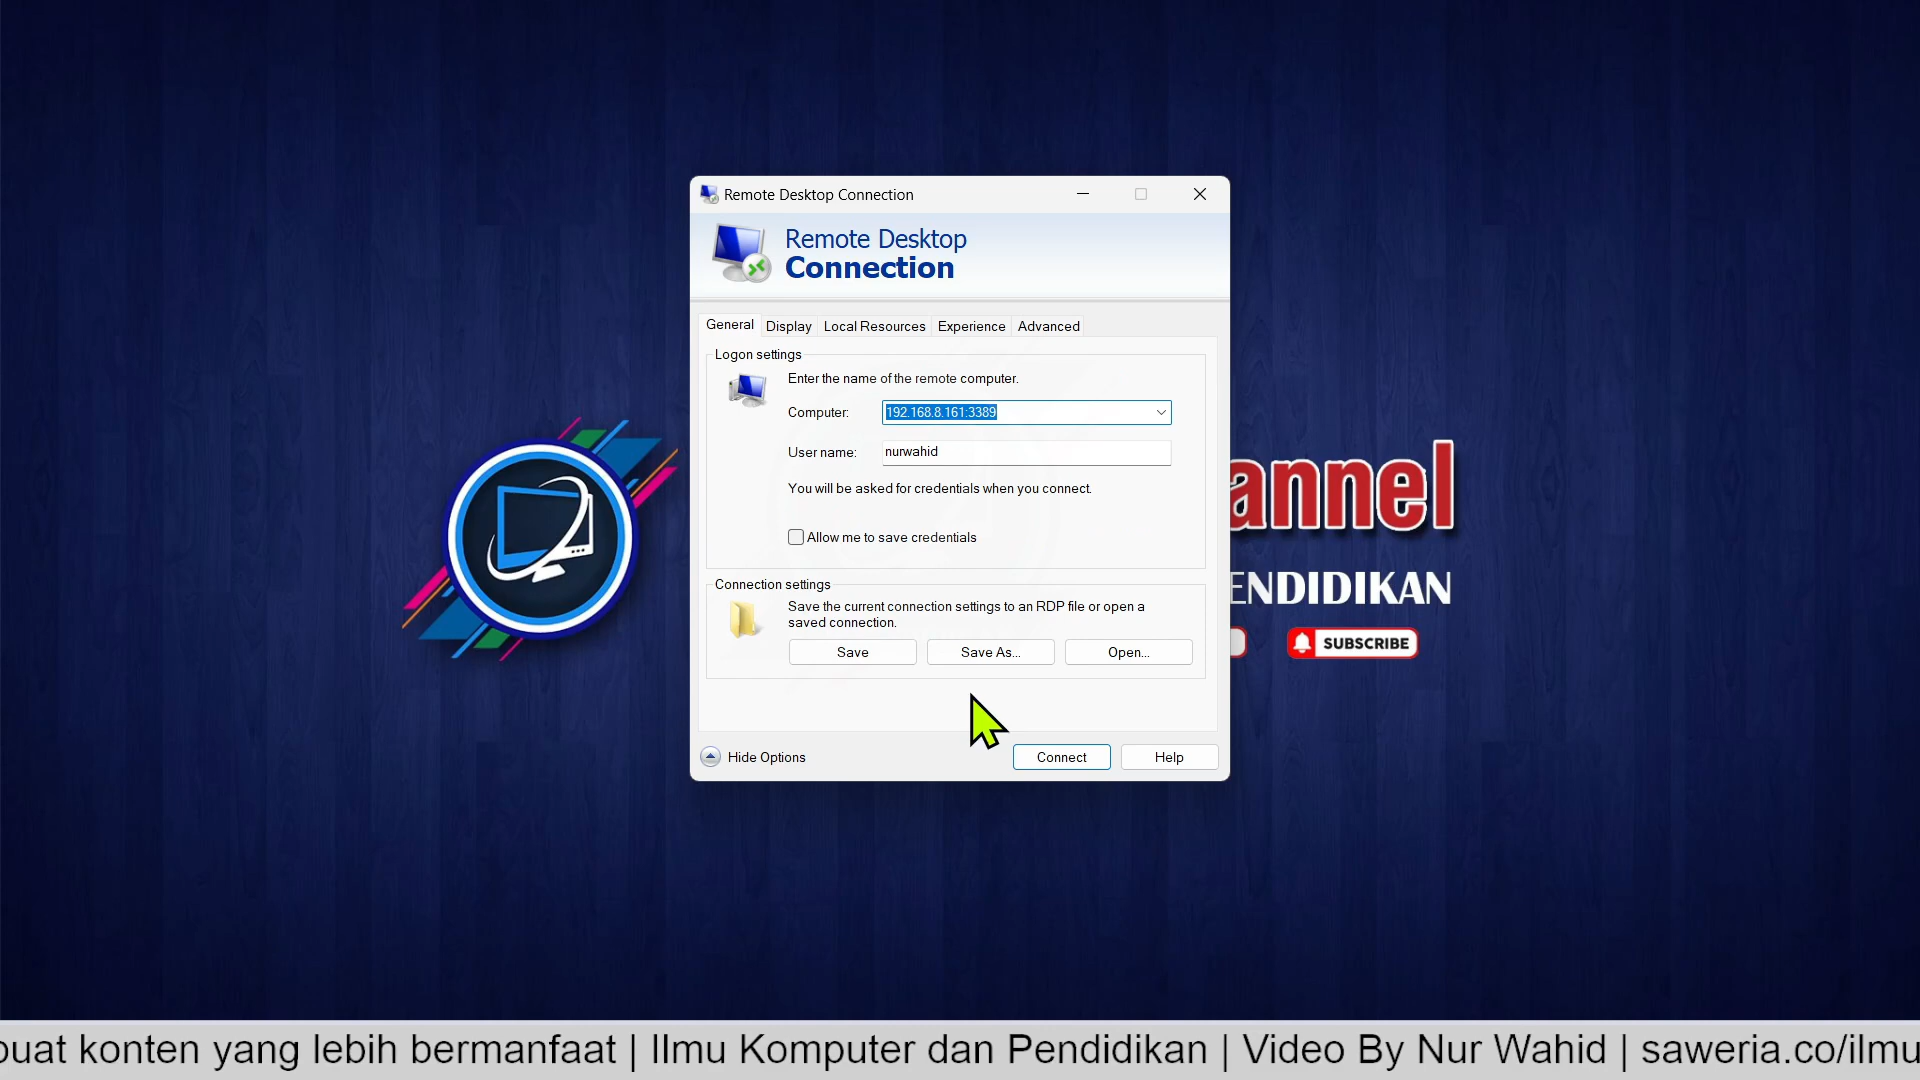 Remote Desktop Connection
Remote Desktop
Connection
General Display Local Resources Experience Advanced
Logon settings
Enter the name of the remote computer.
Computer: 192.168.8.161:3389
User name: nurwahid
You will be asked for credentials when you connect.
Allow me to save credentials
Connection settings
Save the current connection settings to an RDP file or open a
saved connection.
Save Save As... Open...
Hide Options Connect Help
annel
ENDIDIKAN
SUBSCRIBE
buat konten yang lebih bermanfaat | Ilmu Komputer dan Pendidikan | Video By Nur Wahid | saweria.co/ilmu